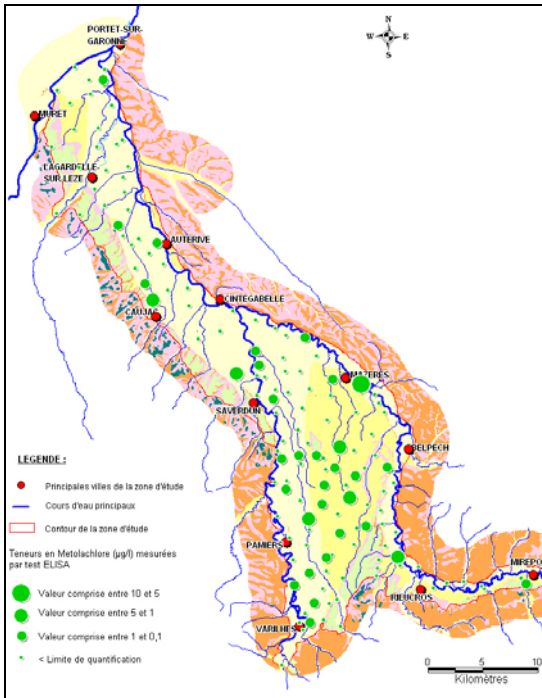 PORTET-SUR-
GARONNE
N
W E
S
MURET
LAGARDELLE-
SUR-LEZE
AUTERIVE
CINTEGABELLE
CAUJAC
MAZERES
SAVERDUN
BELPECH
PAMIERS
MIREPO
RIEUCROS
VARILHES
LEGENDE :
Principales villes de la zone d'étude
Cours d'eau principaux
Contour de la zone d'étude
Teneurs en Metolachlore (µg/l) mesurées
par test ELISA
Valeur comprise entre 10 et 5
Valeur comprise entre 5 et 1
Valeur comprise entre 1 et 0,1
< Limite de quantification
0 5 10
Kilomètres